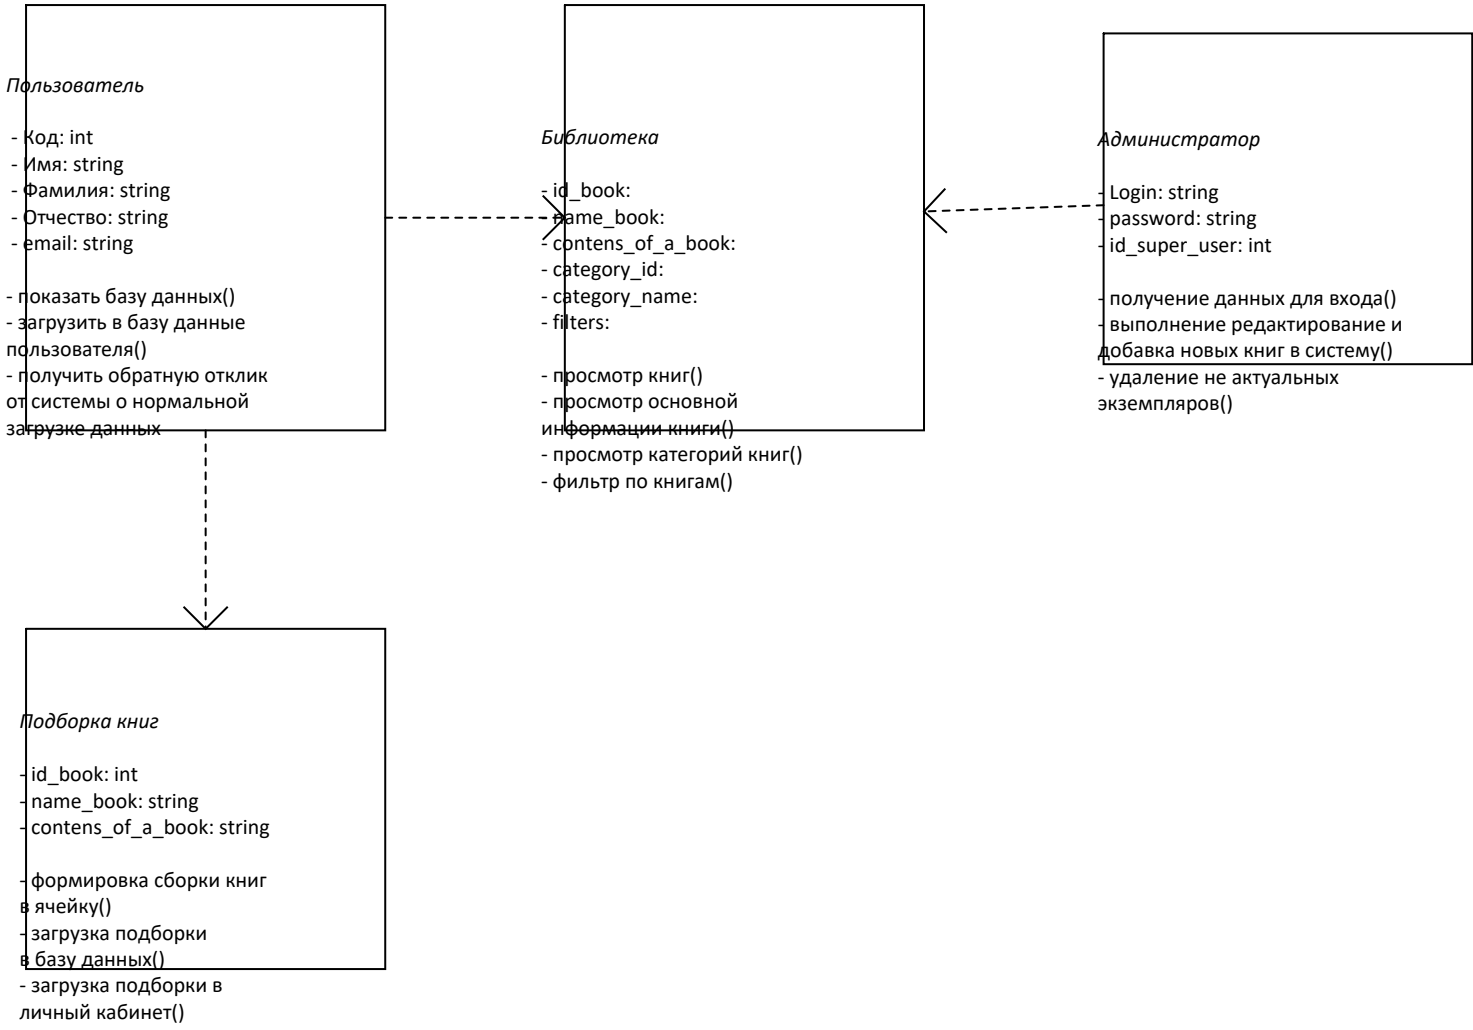 Пользователь
- Код: int
- Имя: string
- Фамилия: string
- Отчество: string
- email: string
- показать базу данных()
- загрузить в базу данные
пользователя()
- получить обратную отклик
от системы о нормальной
загрузке данных
Библиотека
- id_book:
- name_book:
- contens_of_a_book:
- category_id:
- category_name:
- filters:
- просмотр книг()
- просмотр основной
информации книги()
- просмотр категорий книг()
- фильтр по книгам()
Администратор
- Login: string
- password: string
- id_super_user: int
- получение данных для входа()
- выполнение редактирование и
добавка новых книг в систему()
- удаление не актуальных
экземпляров()
Подборка книг
- id_book: int
- name_book: string
- contens_of_a_book: string
- формировка сборки книг
в ячейку()
- загрузка подборки
в базу данных()
- загрузка подборки в
личный кабинет()